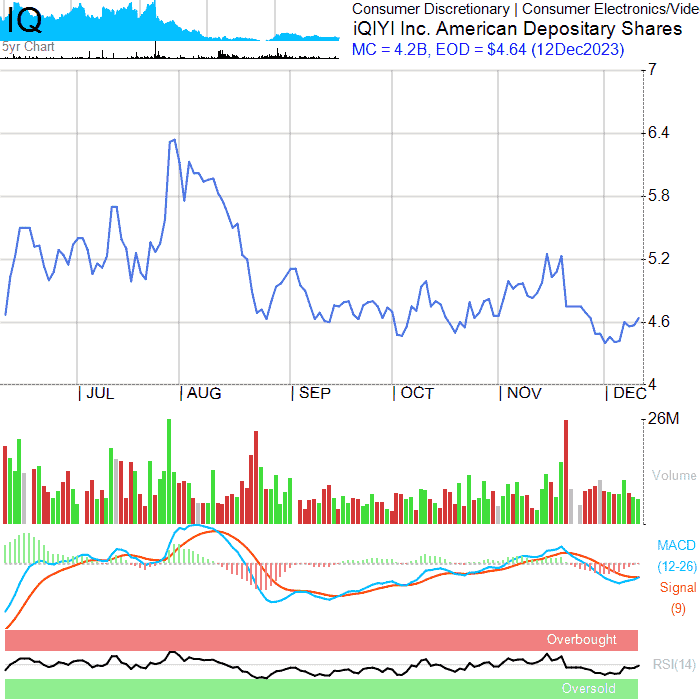 IQ
5yr Chart
Consumer Discretionary | Consumer Electronics/Vide
iQIYI Inc. American Depositary Shares
MC = 4.2B, EOD = $4.64 (12Dec2023)
7
6.4
5.8
5.2
4.6
4
| JUL | AUG | SEP | OCT | NOV | DEC
26M
Volume
MACD
(12-26)
Signal
(9)
Overbought
RSI(14)
Oversold